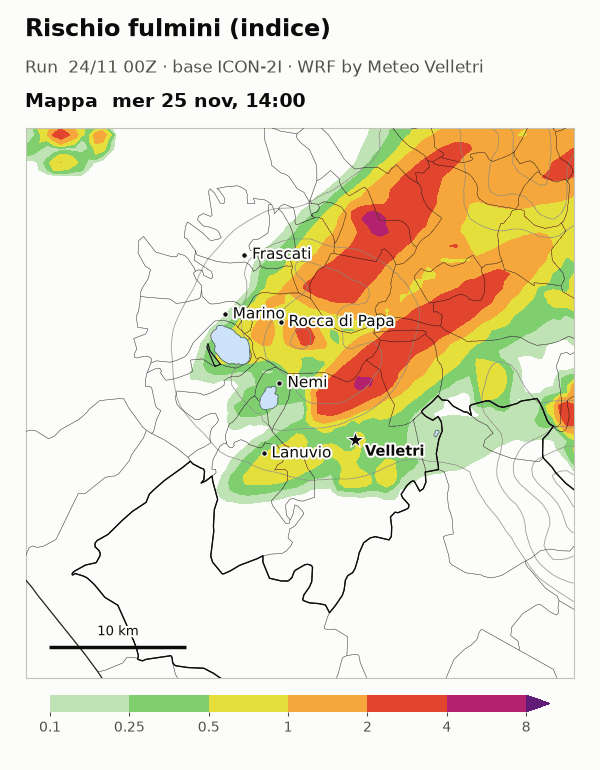 Rischio fulmini (indice)
Run  24/11 00Z · base ICON-2I · WRF by Meteo Velletri
Mappa  mer 25 nov, 14:00
Frascati
Marino
Rocca di Papa
Nemi
Velletri
Lanuvio
10 km
0.1 0.25 0.5 1 2 4 8